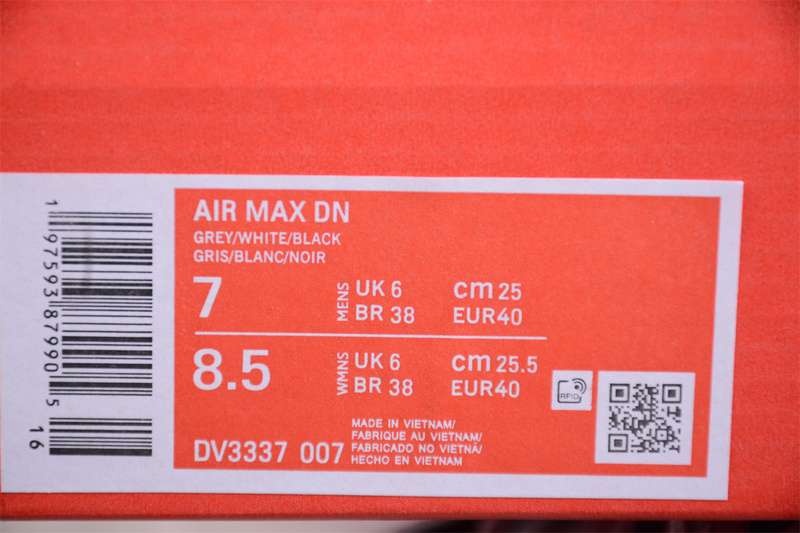 AIR MAX DN
GREY/WHITE/BLACK
GRIS/BLANC/NOIR
7 MENS UK 6 cm 25
BR 38 EUR40
8.5 WMNS UK 6 cm 25.5
BR 38 EUR40
RFID
DV3337 007
MADE IN VIETNAM/
FABRIQUE AU VIETNAM/
FABRICADO NO VIETNÃ/
HECHO EN VIETNAM
1 97593 87990 5
16